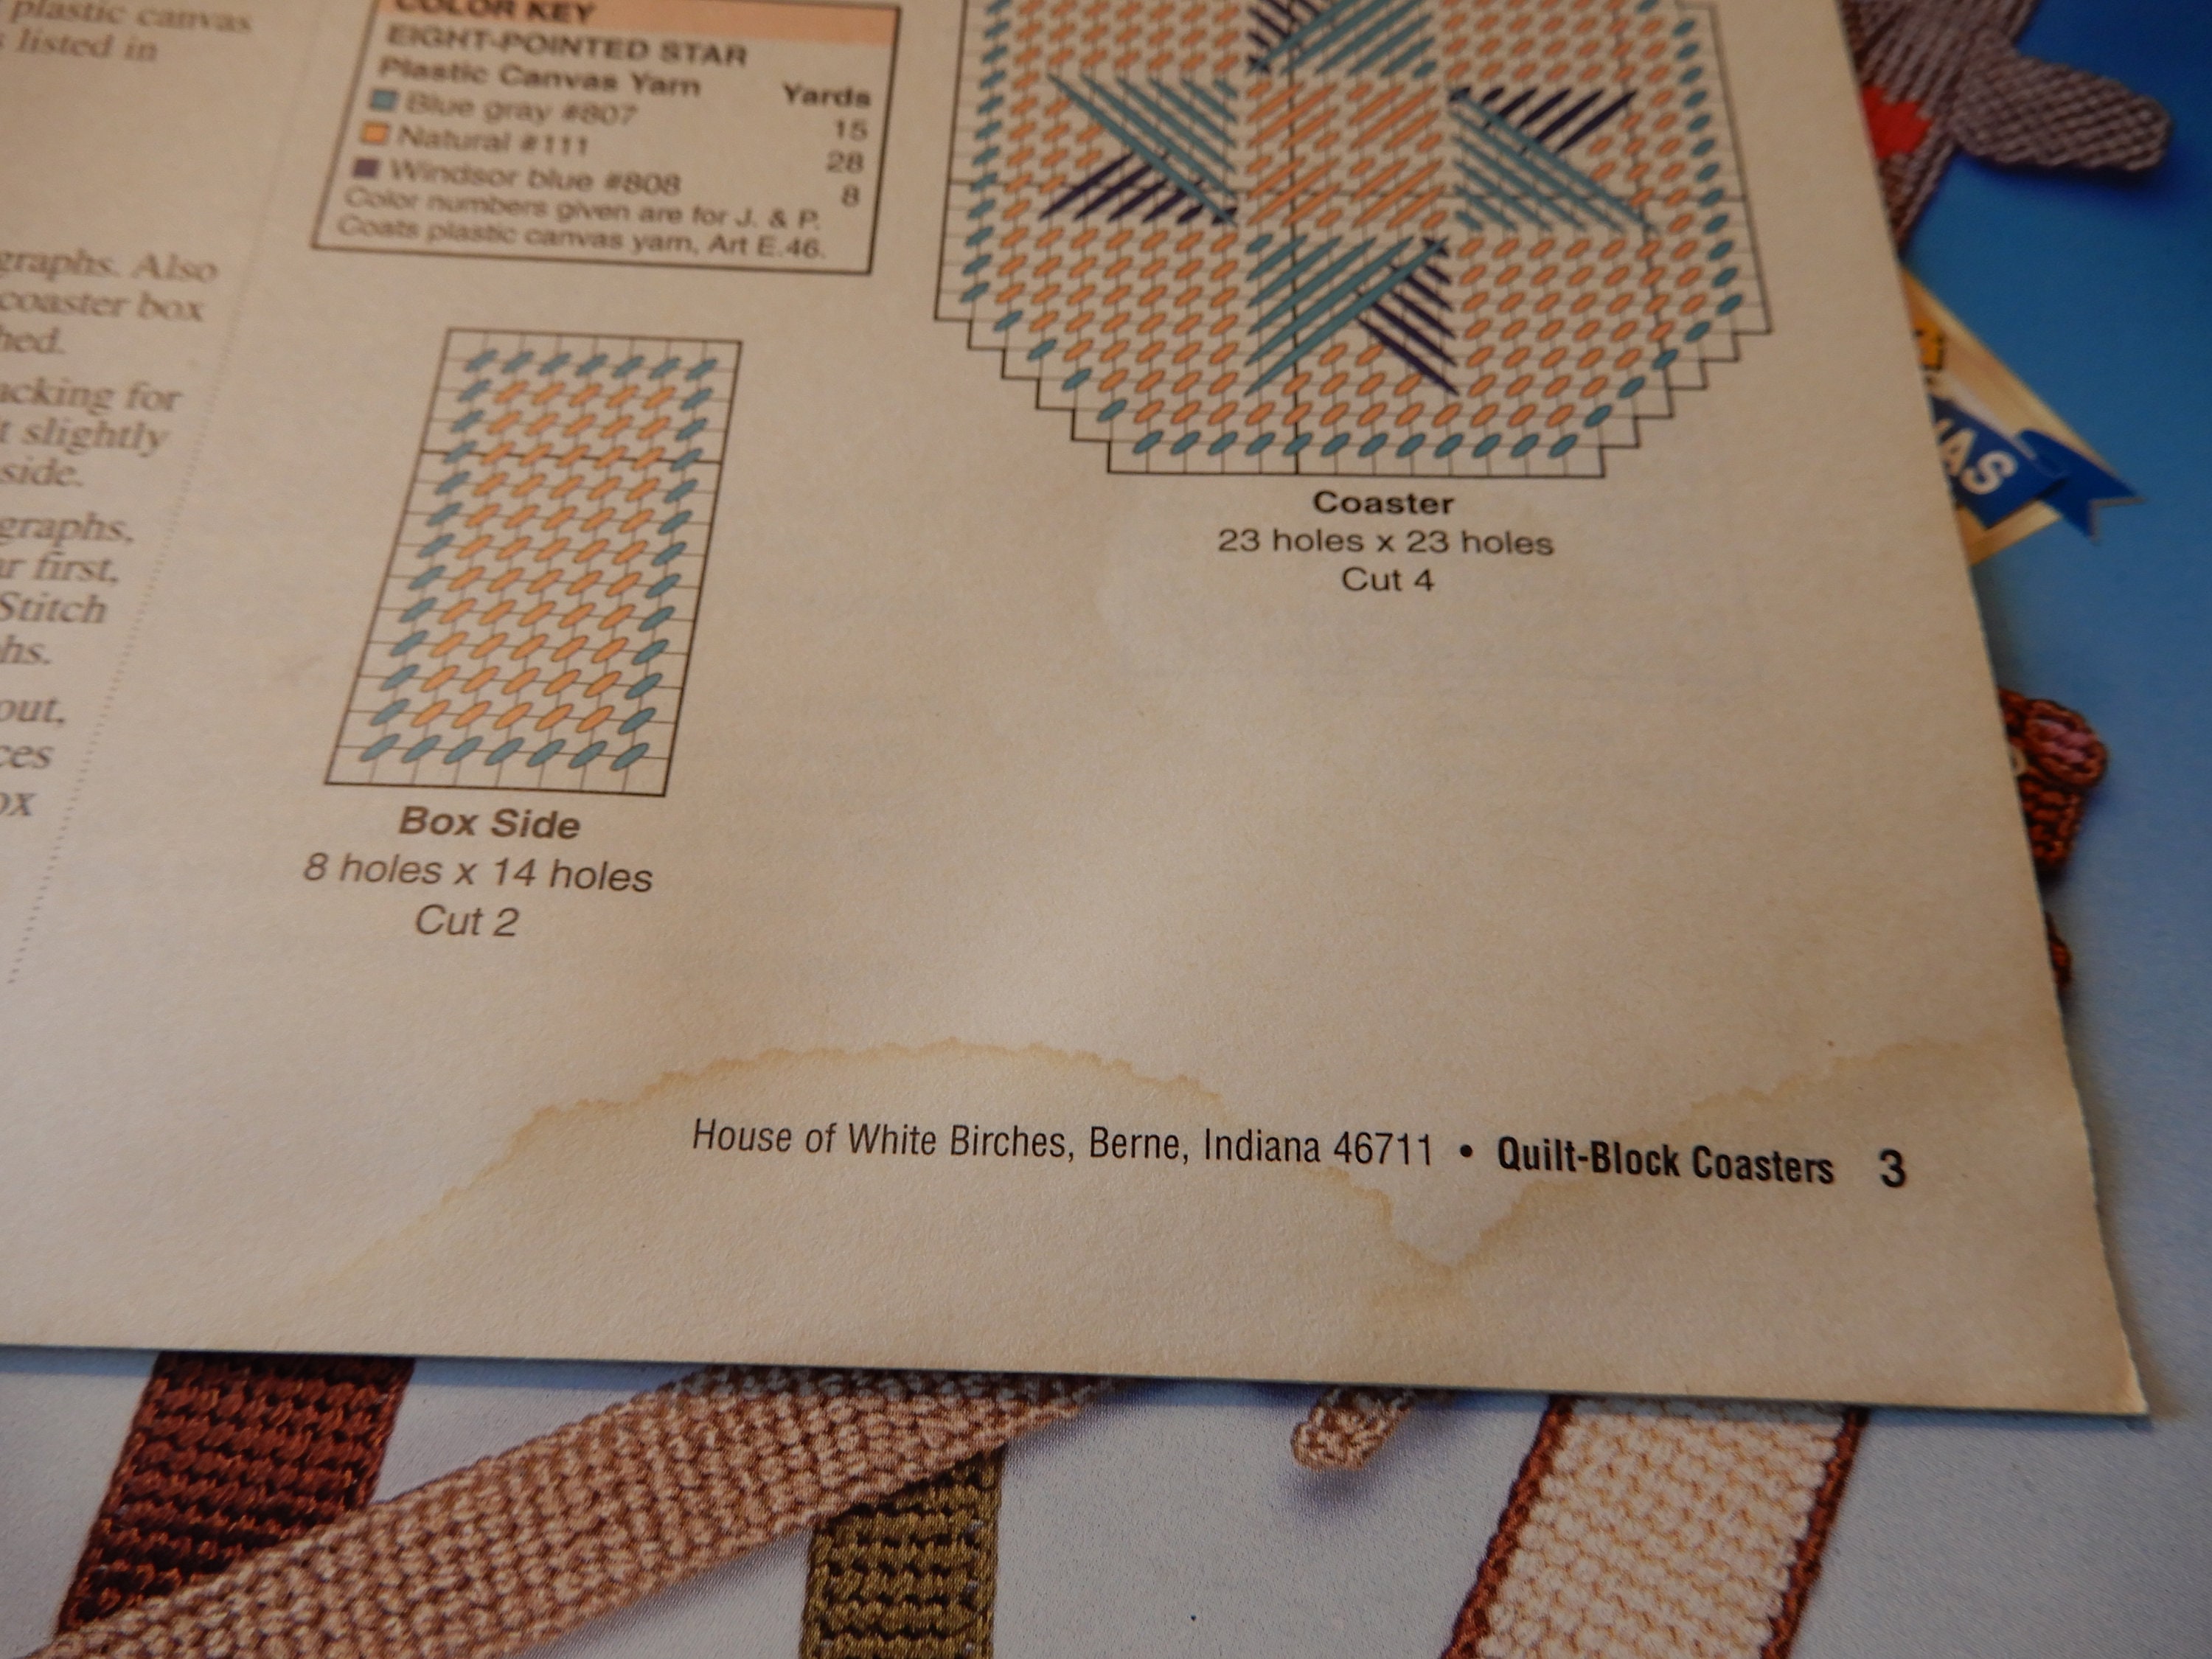 plastic canvas
listed in
graphs. Also
coaster box
hed.
acking for
t slightly
side.
graphs,
r first,
Stitch
hs.
out,
ces
ox
COLOR KEY
EIGHT-POINTED STAR
Plastic Canvas Yarn Yards
Blue gray #807 15
Natural #111 28
Windsor blue #808 8
Color numbers given are for J. & P.
Coats plastic canvas yarn, Art E.46.
Box Side
8 holes x 14 holes
Cut 2
Coaster
23 holes x 23 holes
Cut 4
House of White Birches, Berne, Indiana 46711 • Quilt-Block Coasters 3
VAS